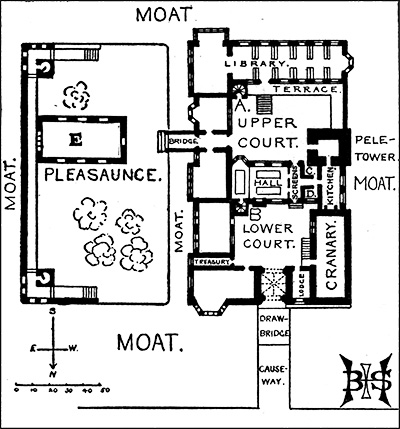 MOAT.
LIBRARY.
TERRACE.
A.
UPPER
COURT.
E
BRIDGE
PELE-
TOWER.
MOAT.
PLEASAUNCE.
HALL
SCREENS
C
D
KITCHEN
MOAT.
MOAT.
B
LOWER
COURT.
CRANARY.
TREASURY
LODGE
S
E W.
N
0 10 20 30 40 50
MOAT.
DRAW-
BRIDGE
CAUSE-
WAY.
B H S